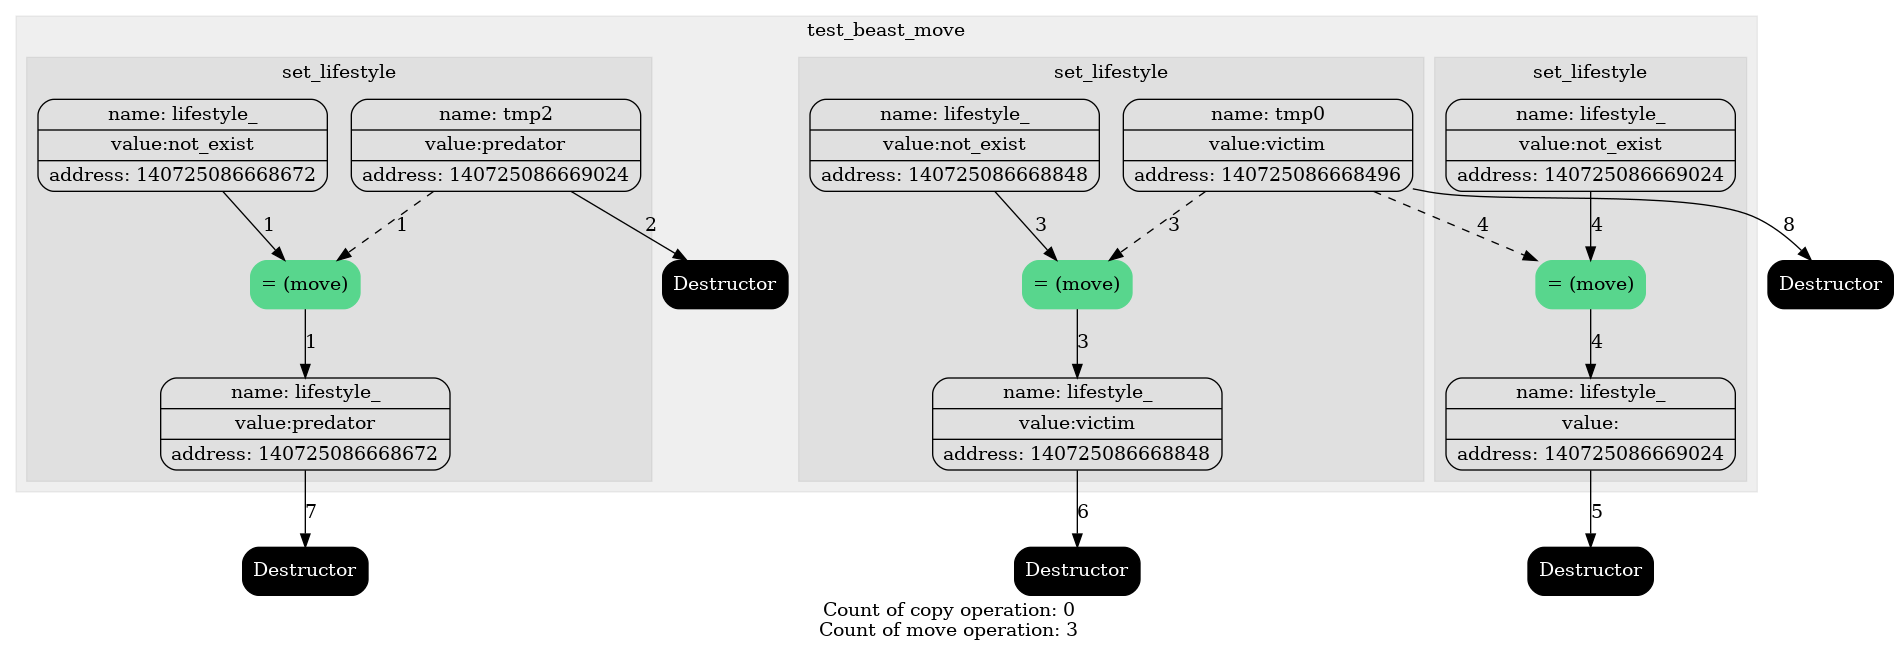 test_beast_move
set_lifestyle
name: lifestyle_
value:not_exist
address: 140725086668672
name: tmp2
value:predator
address: 140725086669024
1
1
2
= (move)
Destructor
1
name: lifestyle_
value:predator
address: 140725086668672
7
Destructor
set_lifestyle
name: lifestyle_
value:not_exist
address: 140725086668848
name: tmp0
value:victim
address: 140725086668496
3
3
= (move)
3
name: lifestyle_
value:victim
address: 140725086668848
6
Destructor
set_lifestyle
name: lifestyle_
value:not_exist
address: 140725086669024
4
4
8
= (move)
Destructor
4
name: lifestyle_
value:
address: 140725086669024
5
Destructor
Count of copy operation: 0
Count of move operation: 3